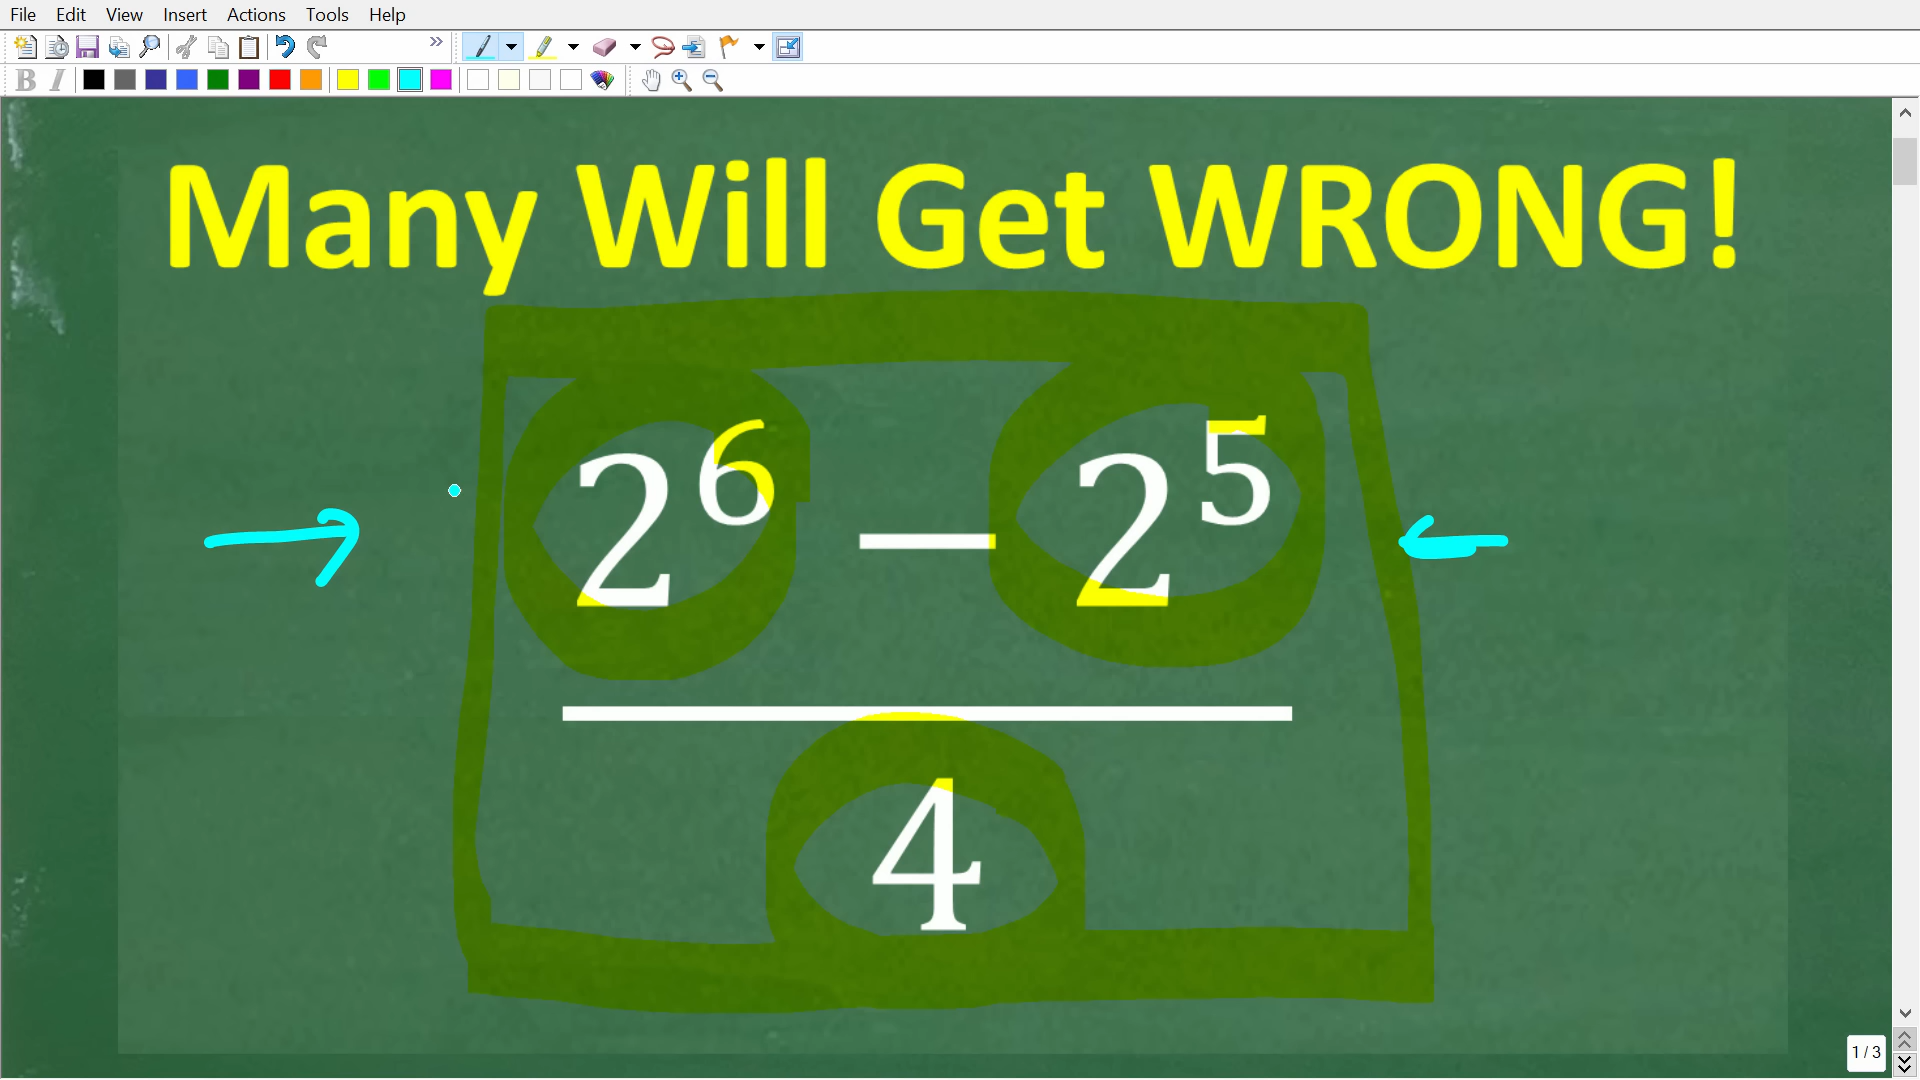 File Edit View Insert Actions Tools Help
»
B I
Many Will Get WRONG!
2⁶ − 2⁵
4
1 / 3